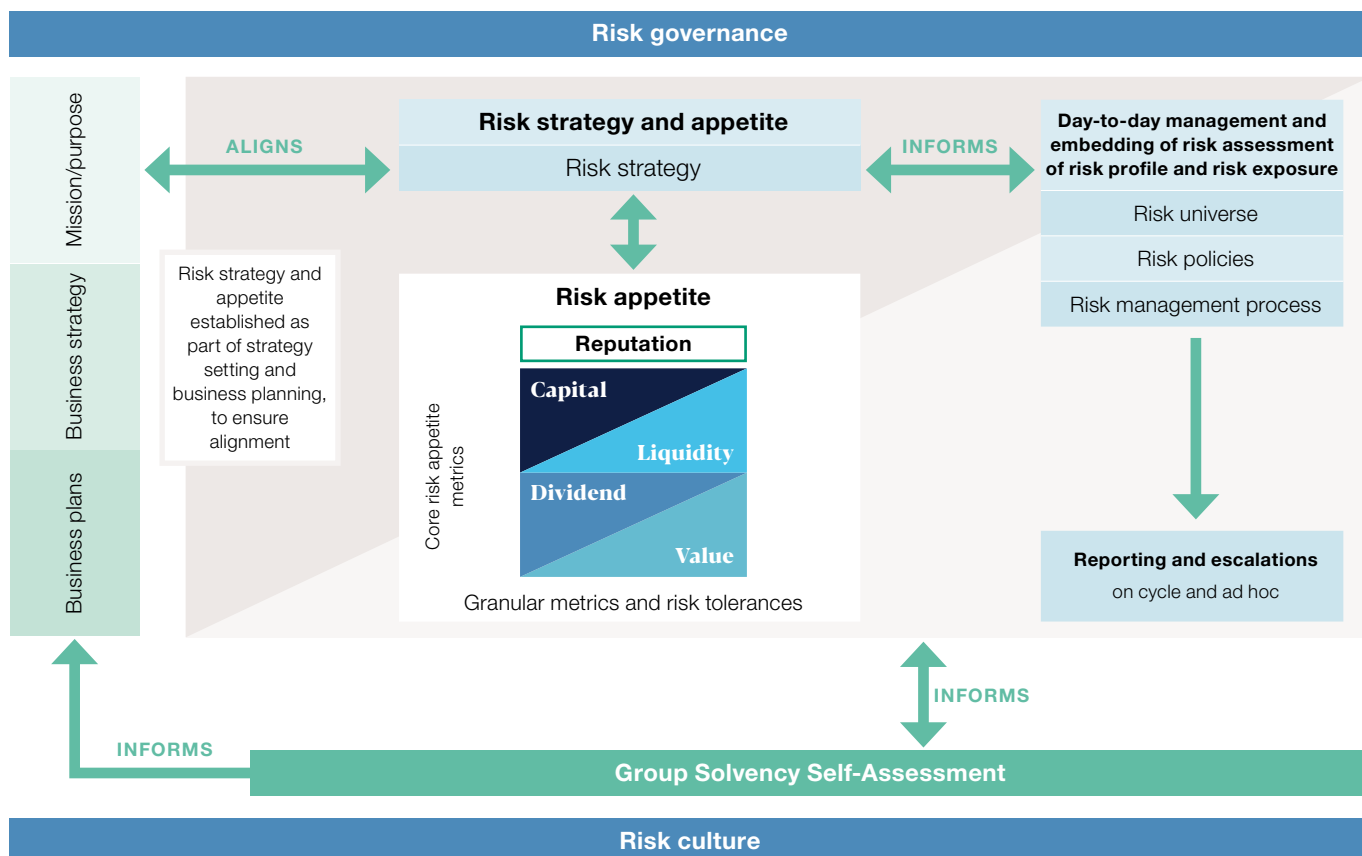 Risk governance
Mission/purpose
Business strategy
Business plans
ALIGNS
Risk strategy and
appetite
established as
part of strategy
setting and
business planning,
to ensure
alignment
Risk strategy and appetite
Risk strategy
INFORMS
Risk appetite
Reputation
Capital
Liquidity
Dividend
Value
Core risk appetite
metrics
Granular metrics and risk tolerances
Day-to-day management and
embedding of risk assessment
of risk profile and risk exposure
Risk universe
Risk policies
Risk management process
Reporting and escalations
on cycle and ad hoc
INFORMS
INFORMS
Group Solvency Self-Assessment
Risk culture